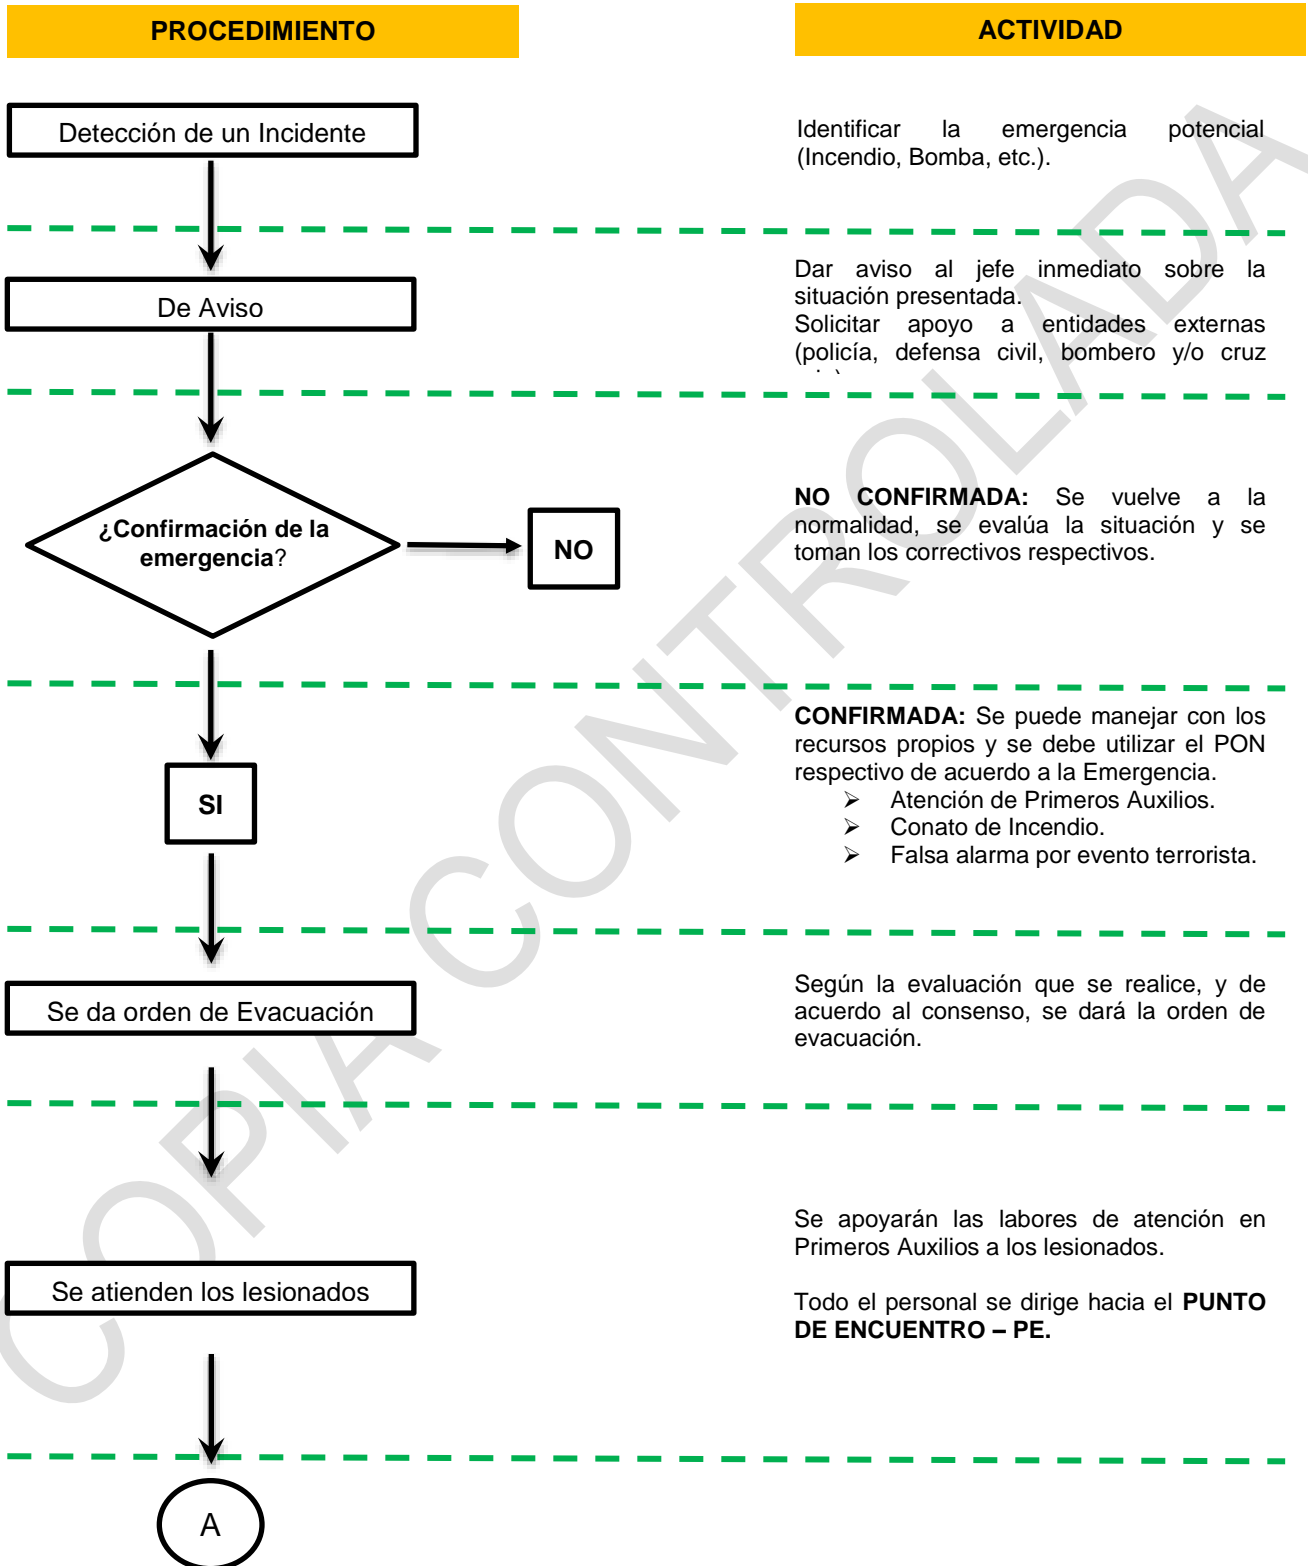 PROCEDIMIENTO
ACTIVIDAD
Detección de un Incidente
Identificar la emergencia potencial
(Incendio, Bomba, etc.).
De Aviso
Dar aviso al jefe inmediato sobre la
situación presentada.
Solicitar apoyo a entidades externas
(policía, defensa civil, bombero y/o cruz
¿Confirmación de la
emergencia?
NO
NO CONFIRMADA: Se vuelve a la
normalidad, se evalúa la situación y se
toman los correctivos respectivos.
SI
CONFIRMADA: Se puede manejar con los
recursos propios y se debe utilizar el PON
respectivo de acuerdo a la Emergencia.
➢ Atención de Primeros Auxilios.
➢ Conato de Incendio.
➢ Falsa alarma por evento terrorista.
Se da orden de Evacuación
Según la evaluación que se realice, y de
acuerdo al consenso, se dará la orden de
evacuación.
Se atienden los lesionados
Se apoyarán las labores de atención en
Primeros Auxilios a los lesionados.
Todo el personal se dirige hacia el PUNTO
DE ENCUENTRO – PE.
A
COPIA CONTROLADA